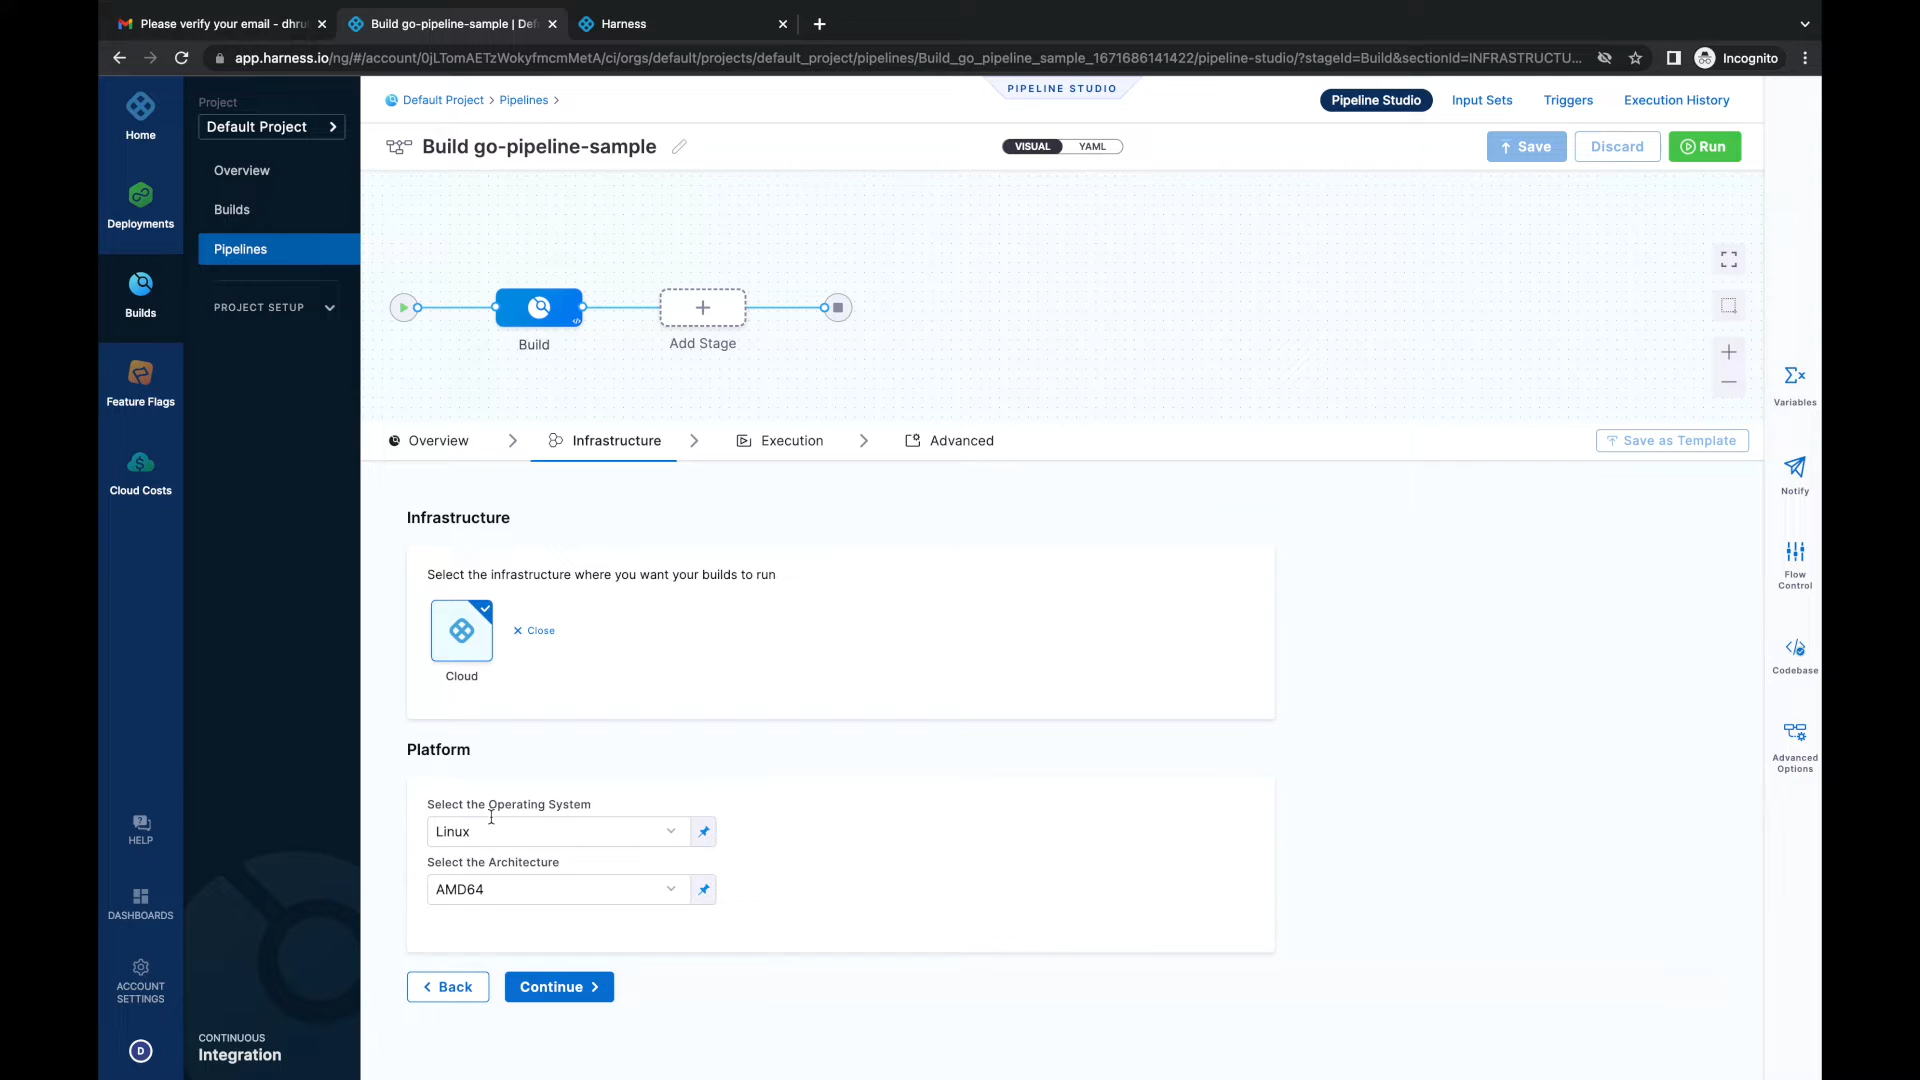 Please verify your email - dhru
Build go-pipeline-sample | Def
Harness
app.harness.io/ng/#/account/0jLTomAETzWokyfmcmMetA/ci/orgs/default/projects/default_project/pipelines/Build_go_pipeline_sample_1671686141422/pipeline-studio/?stageId=Build&sectionId=INFRASTRUCTU...
Incognito
Home
Deployments
Builds
Feature Flags
Cloud Costs
HELP
DASHBOARDS
ACCOUNT
SETTINGS
D
Project
Default Project
Overview
Builds
Pipelines
PROJECT SETUP
CONTINUOUS
Integration
Default Project > Pipelines >
PIPELINE STUDIO
Pipeline Studio
Input Sets
Triggers
Execution History
Build go-pipeline-sample
VISUAL
YAML
Save
Discard
Run
Build
Add Stage
Overview
Infrastructure
Execution
Advanced
Save as Template
Infrastructure
Select the infrastructure where you want your builds to run
Close
Cloud
Platform
Select the Operating System
Linux
Select the Architecture
AMD64
Back
Continue
Variables
Notify
Flow
Control
Codebase
Advanced
Options